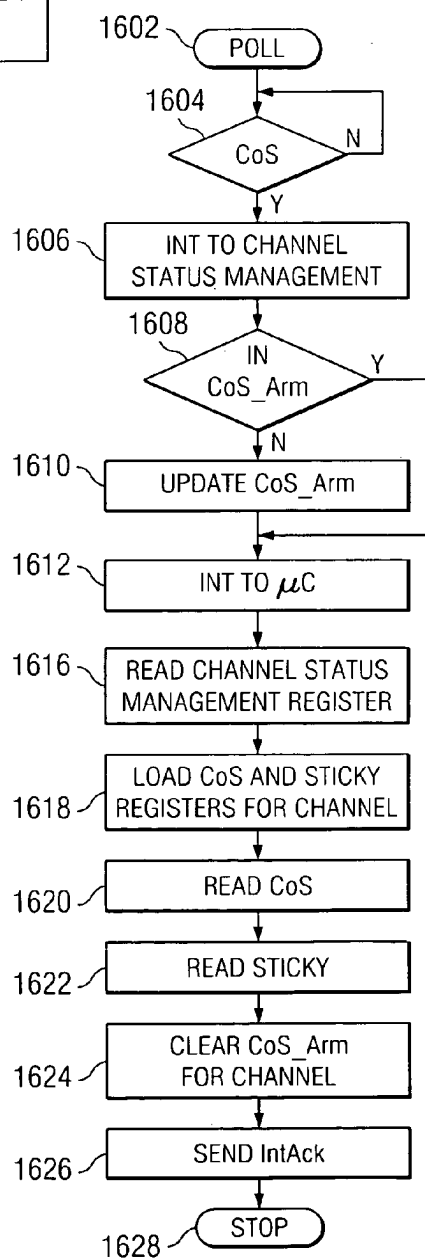 1602
POLL
1604
CoS
N
Y
1606
INT TO CHANNEL
STATUS MANAGEMENT
1608
IN
CoS_Arm
Y
N
1610
UPDATE CoS_Arm
1612
INT TO μC
1616
READ CHANNEL STATUS
MANAGEMENT REGISTER
1618
LOAD CoS AND STICKY
REGISTERS FOR CHANNEL
1620
READ CoS
1622
READ STICKY
1624
CLEAR CoS_Arm
FOR CHANNEL
1626
SEND IntAck
1628
STOP